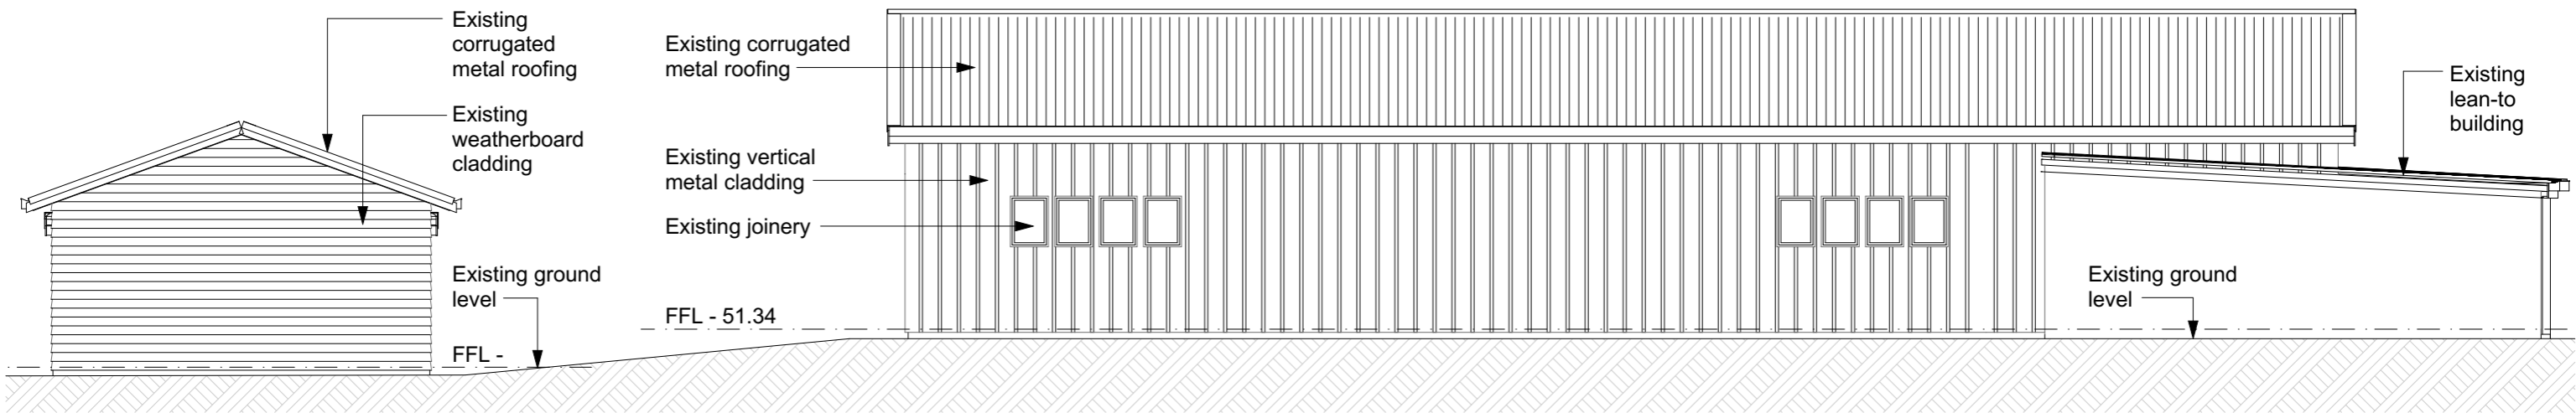 Existing
corrugated
metal roofing
Existing
weatherboard
cladding
Existing ground
level
FFL -
Existing corrugated
metal roofing
Existing vertical
metal cladding
Existing joinery
FFL - 51.34
Existing
lean-to
building
Existing ground
level